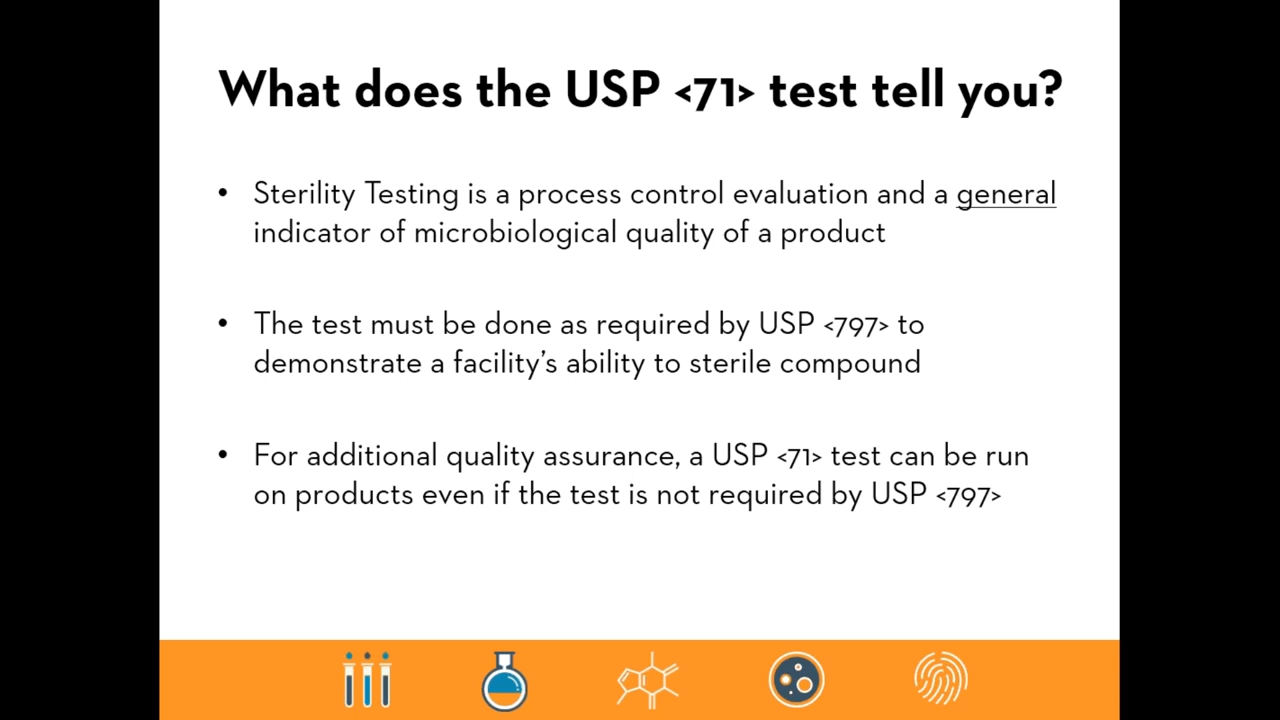 What does the USP <71> test tell you?
• Sterility Testing is a process control evaluation and a general
indicator of microbiological quality of a product
• The test must be done as required by USP <797> to
demonstrate a facility’s ability to sterile compound
• For additional quality assurance, a USP <71> test can be run
on products even if the test is not required by USP <797>